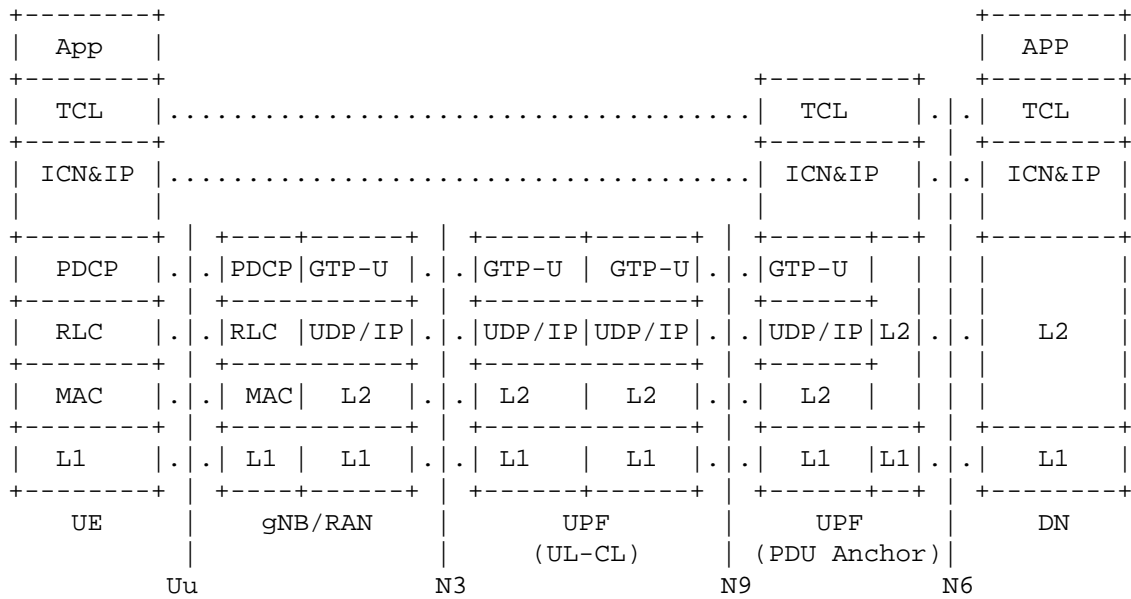 App APP
TCL TCL TCL
ICN&IP ICN&IP ICN&IP
PDCP PDCP GTP-U GTP-U GTP-U GTP-U
RLC RLC UDP/IP UDP/IP UDP/IP UDP/IP L2 L2
MAC MAC L2 L2 L2 L2
L1 L1 L1 L1 L1 L1 L1 L1
UE gNB/RAN UPF UPF DN
(UL-CL) (PDU Anchor)
Uu N3 N9 N6